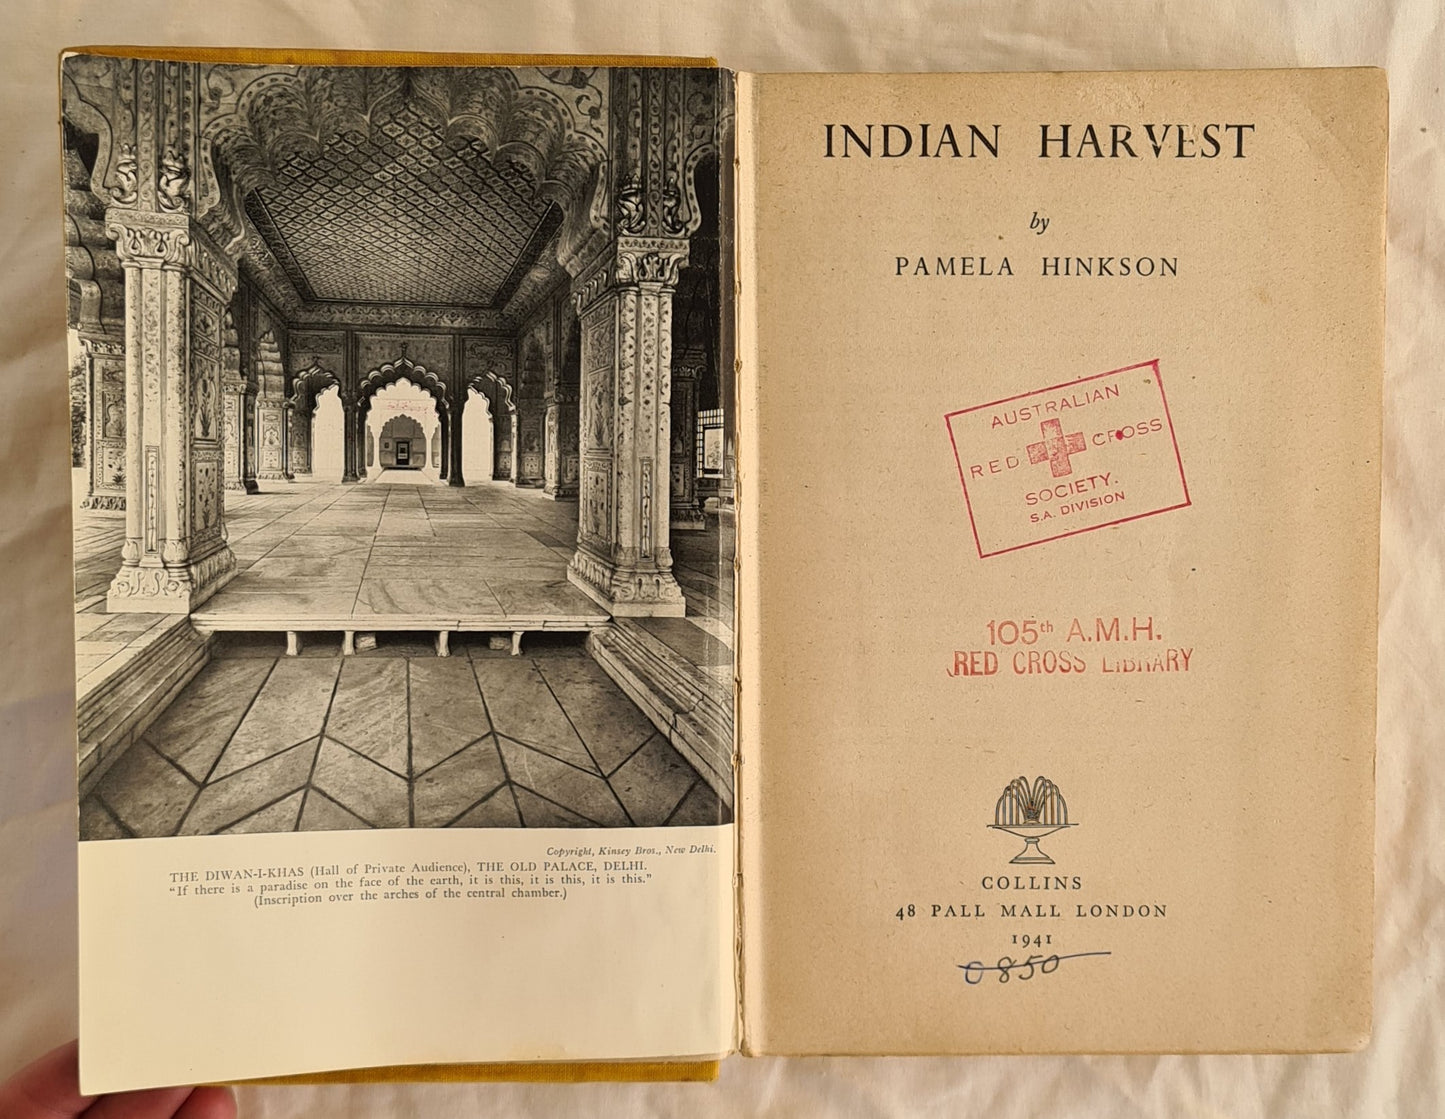 Copyright, Kinsey Bros., New Delhi.
THE DIWAN-I-KHAS (Hall of Private Audience), THE OLD PALACE, DELHI.
"If there is a paradise on the face of the earth, it is this, it is this, it is this."
(Inscription over the arches of the central chamber.)
INDIAN HARVEST
by
PAMELA HINKSON
AUSTRALIAN
RED CROSS
SOCIETY.
S.A. DIVISION
105th A.M.H.
RED CROSS LIBRARY
COLLINS
48 PALL MALL LONDON
1941
0850